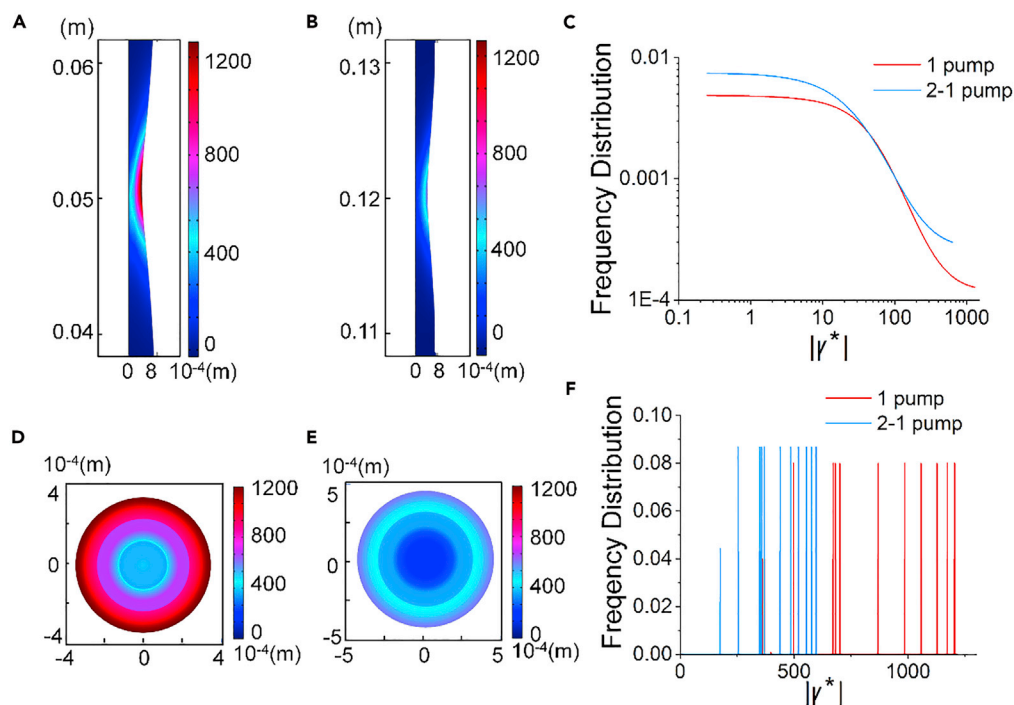 A
(m)
0.06
0.05
0.04
0 8 10⁻⁴(m)
1200
800
400
0
B
(m)
0.13
0.12
0.11
0 8 10⁻⁴(m)
1200
800
400
0
C
Frequency Distribution
0.01
0.001
1E-4
0.1 1 10 100 1000
|γ*|
1 pump
2-1 pump
D
10⁻⁴(m)
4
0
-4
-4 0 4
1200
800
400
0
10⁻⁴(m)
E
10⁻⁴(m)
5
0
-5
-5 0 5
1200
800
400
0
10⁻⁴(m)
F
1 pump
2-1 pump
Freqency Distribution
0.10
0.08
0.06
0.04
0.02
0.00
0 500 1000
|γ*|